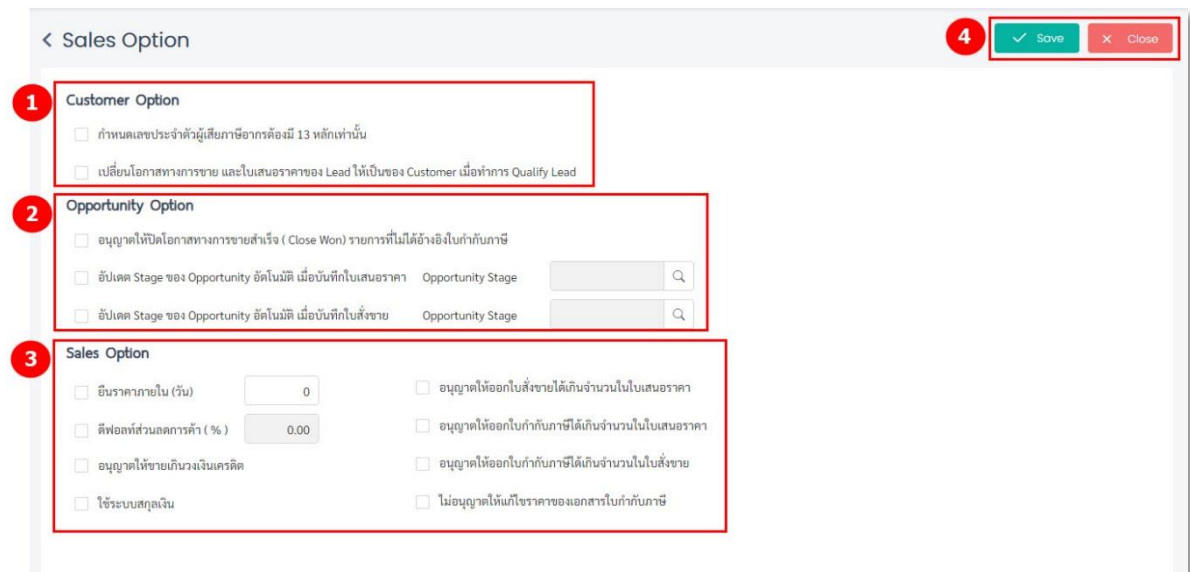 Sales Option
4
Save
Close
1
Customer Option
กำหนดเลขประจำตัวผู้เสียภาษีอากรต้องมี 13 หลักเท่านั้น
เปลี่ยนโอกาสทางการขาย และใบเสนอราคาของ Lead ให้เป็นของ Customer เมื่อทำการ Qualify Lead
2
Opportunity Option
อนุญาตให้ปิดโอกาสทางการขายสำเร็จ ( Close Won) รายการที่ไม่ได้อ้างอิงใบกำกับภาษี
อัปเดต Stage ของ Opportunity อัตโนมัติ เมื่อบันทึกใบเสนอราคา Opportunity Stage
อัปเดต Stage ของ Opportunity อัตโนมัติ เมื่อบันทึกใบสั่งขาย Opportunity Stage
3
Sales Option
ยืนราคาภายใน (วัน) 0 อนุญาตให้ออกใบสั่งขายได้เกินจำนวนในใบเสนอราคา
ดีฟอลท์ส่วนลดการค้า ( % ) 0.00 อนุญาตให้ออกใบกำกับภาษีได้เกินจำนวนในใบเสนอราคา
อนุญาตให้ขายเกินวงเงินเครดิต อนุญาตให้ออกใบกำกับภาษีได้เกินจำนวนในใบสั่งขาย
ใช้ระบบสกุลเงิน ไม่อนุญาตให้แก้ไขราคาของเอกสารใบกำกับภาษี